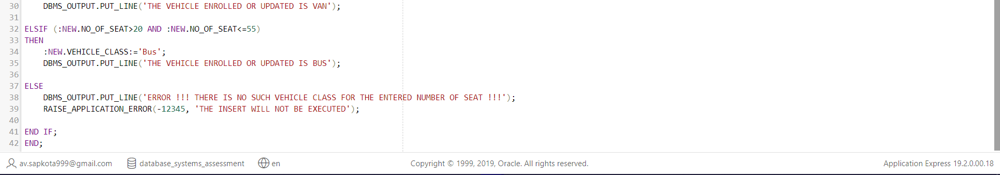 30 DBMS_OUTPUT.PUT_LINE('THE VEHICLE ENROLLED OR UPDATED IS VAN');
31
32 ELSIF (:NEW.NO_OF_SEAT>20 AND :NEW.NO_OF_SEAT<=55)
33 THEN
34 :NEW.VEHICLE_CLASS:='Bus';
35 DBMS_OUTPUT.PUT_LINE('THE VEHICLE ENROLLED OR UPDATED IS BUS');
36
37 ELSE
38 DBMS_OUTPUT.PUT_LINE('ERROR !!! THERE IS NO SUCH VEHICLE CLASS FOR THE ENTERED NUMBER OF SEAT !!!');
39 RAISE_APPLICATION_ERROR(-12345, 'THE INSERT WILL NOT BE EXECUTED');
40
41 END IF;
42 END;
av.sapkota999@gmail.com database_systems_assessment en Copyright © 1999, 2019, Oracle. All rights reserved. Application Express 19.2.0.00.18